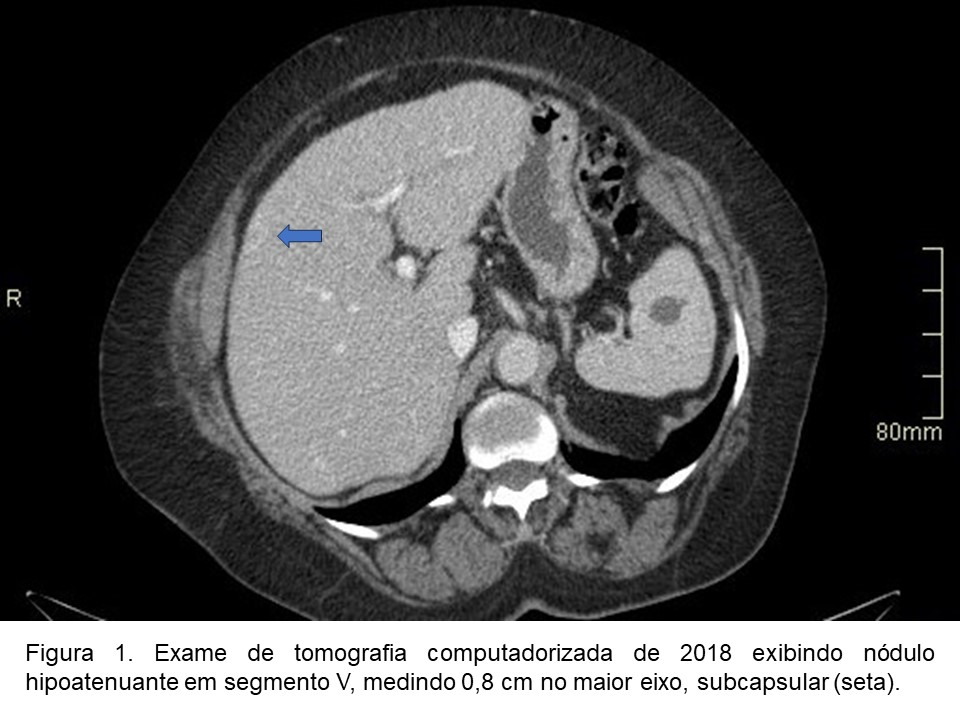 R
80mm
Figura 1. Exame de tomografia computadorizada de 2018 exibindo nódulo
hipoatenuante em segmento V, medindo 0,8 cm no maior eixo, subcapsular (seta).